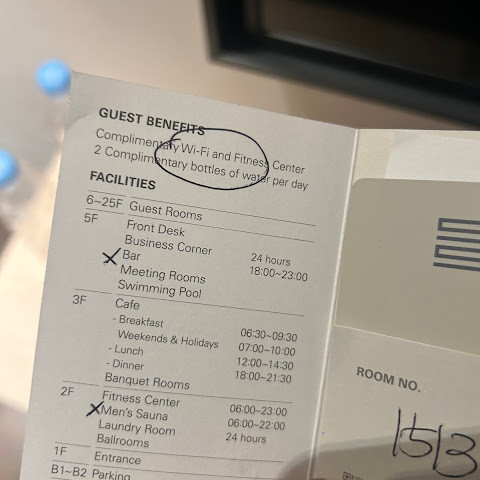 GUEST BENEFITS
Complimentary Wi-Fi and Fitness Center
2 Complimentary bottles of water per day
FACILITIES
6~25F Guest Rooms
5F Front Desk 24 hours
Business Corner
Bar 18:00~23:00
Meeting Rooms
Swimming Pool
3F Cafe
- Breakfast 06:30~09:30
Weekends & Holidays 07:00~10:00
- Lunch 12:00~14:30
- Dinner 18:00~21:30
Banquet Rooms
2F Fitness Center 06:00~23:00
Men's Sauna 06:00~22:00
Laundry Room 24 hours
Ballrooms
1F Entrance
B1~B2 Parking
ROOM NO.
1513